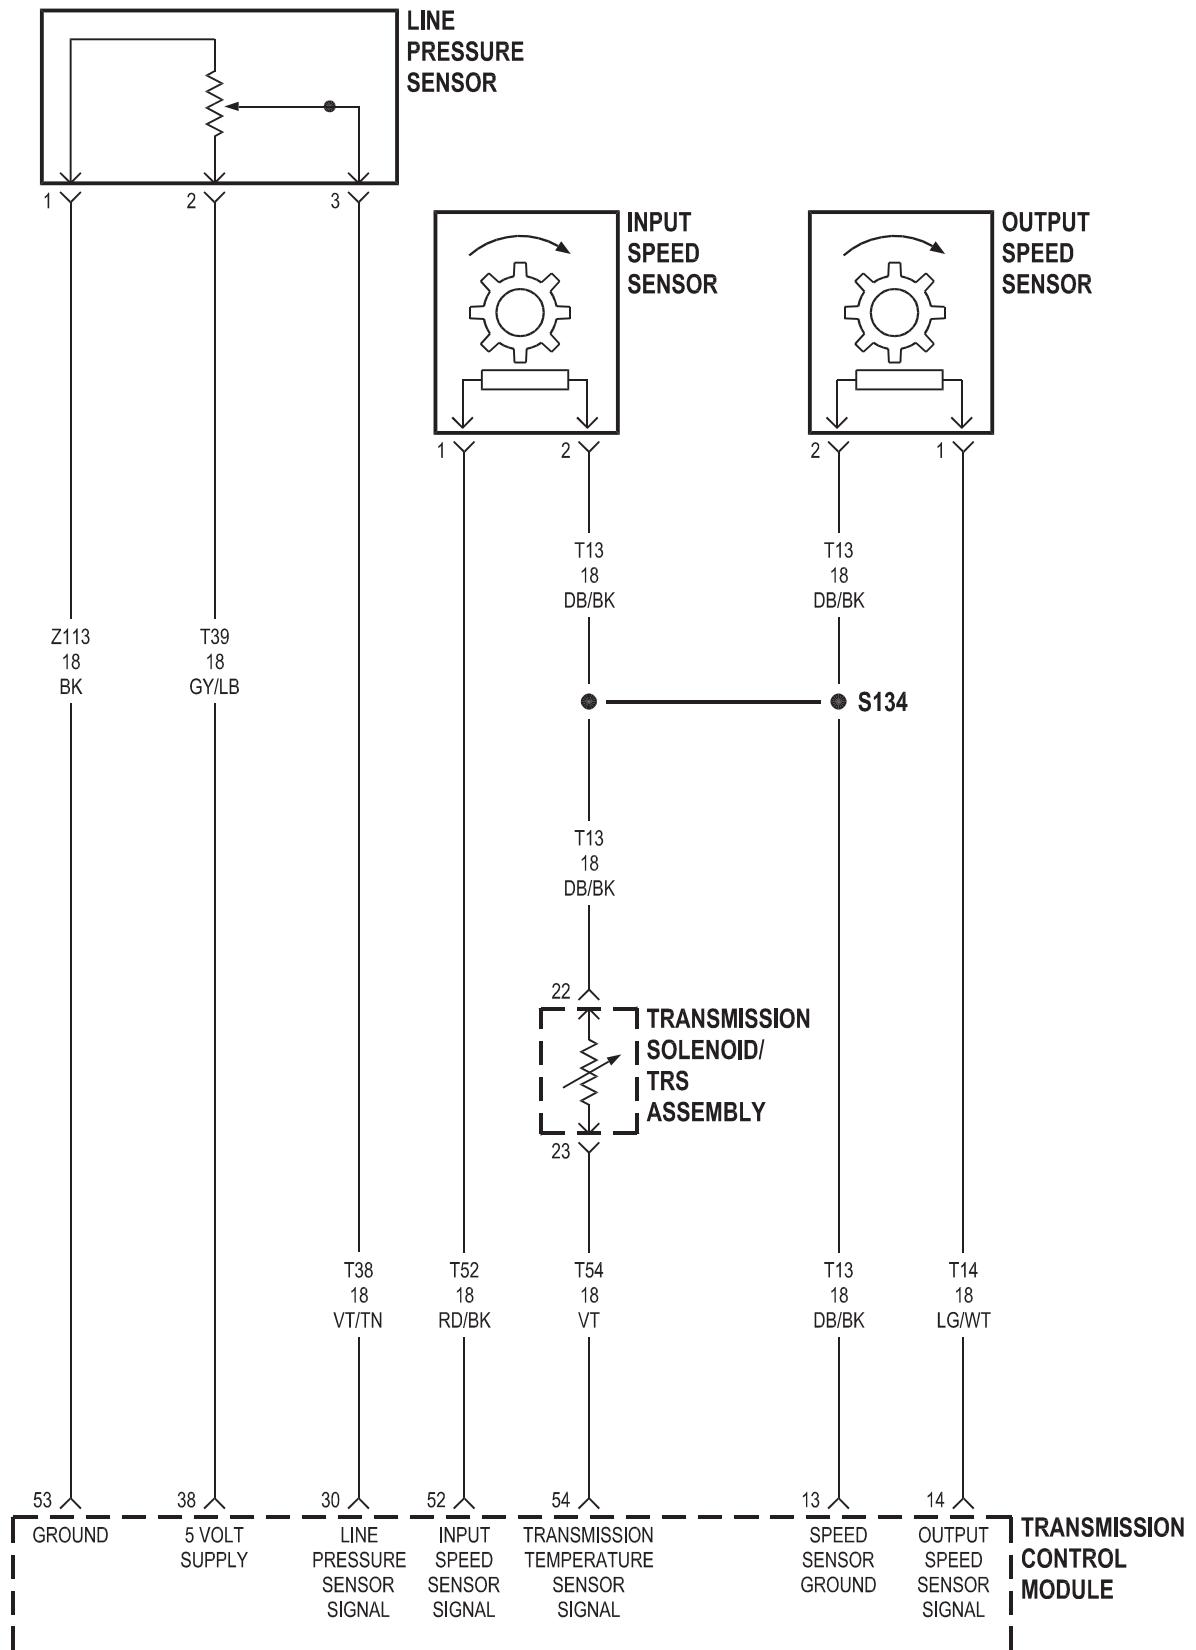 LINE
PRESSURE
SENSOR
1
2
3
INPUT
SPEED
SENSOR
OUTPUT
SPEED
SENSOR
1
2
2
1
T13
18
DB/BK
T13
18
DB/BK
Z113
18
BK
T39
18
GY/LB
S134
T13
18
DB/BK
22
TRANSMISSION
SOLENOID/
TRS
ASSEMBLY
23
T38
18
VT/TN
T52
18
RD/BK
T54
18
VT
T13
18
DB/BK
T14
18
LG/WT
53
38
30
52
54
13
14
GROUND
5 VOLT
SUPPLY
LINE
PRESSURE
SENSOR
SIGNAL
INPUT
SPEED
SENSOR
SIGNAL
TRANSMISSION
TEMPERATURE
SENSOR
SIGNAL
SPEED
SENSOR
GROUND
OUTPUT
SPEED
SENSOR
SIGNAL
TRANSMISSION
CONTROL
MODULE